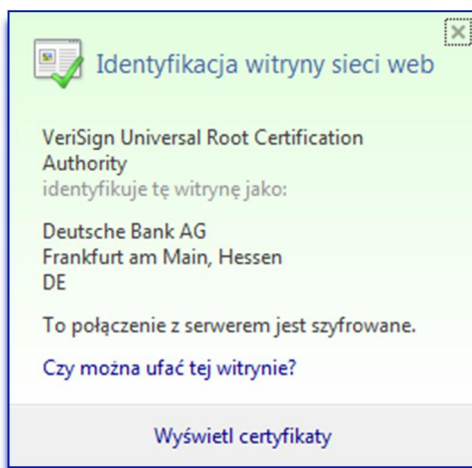 Identyfikacja witryny sieci web
VeriSign Universal Root Certification
Authority
identyfikuje tę witrynę jako:
Deutsche Bank AG
Frankfurt am Main, Hessen
DE
To połączenie z serwerem jest szyfrowane.
Czy można ufać tej witrynie?
Wyświetl certyfikaty